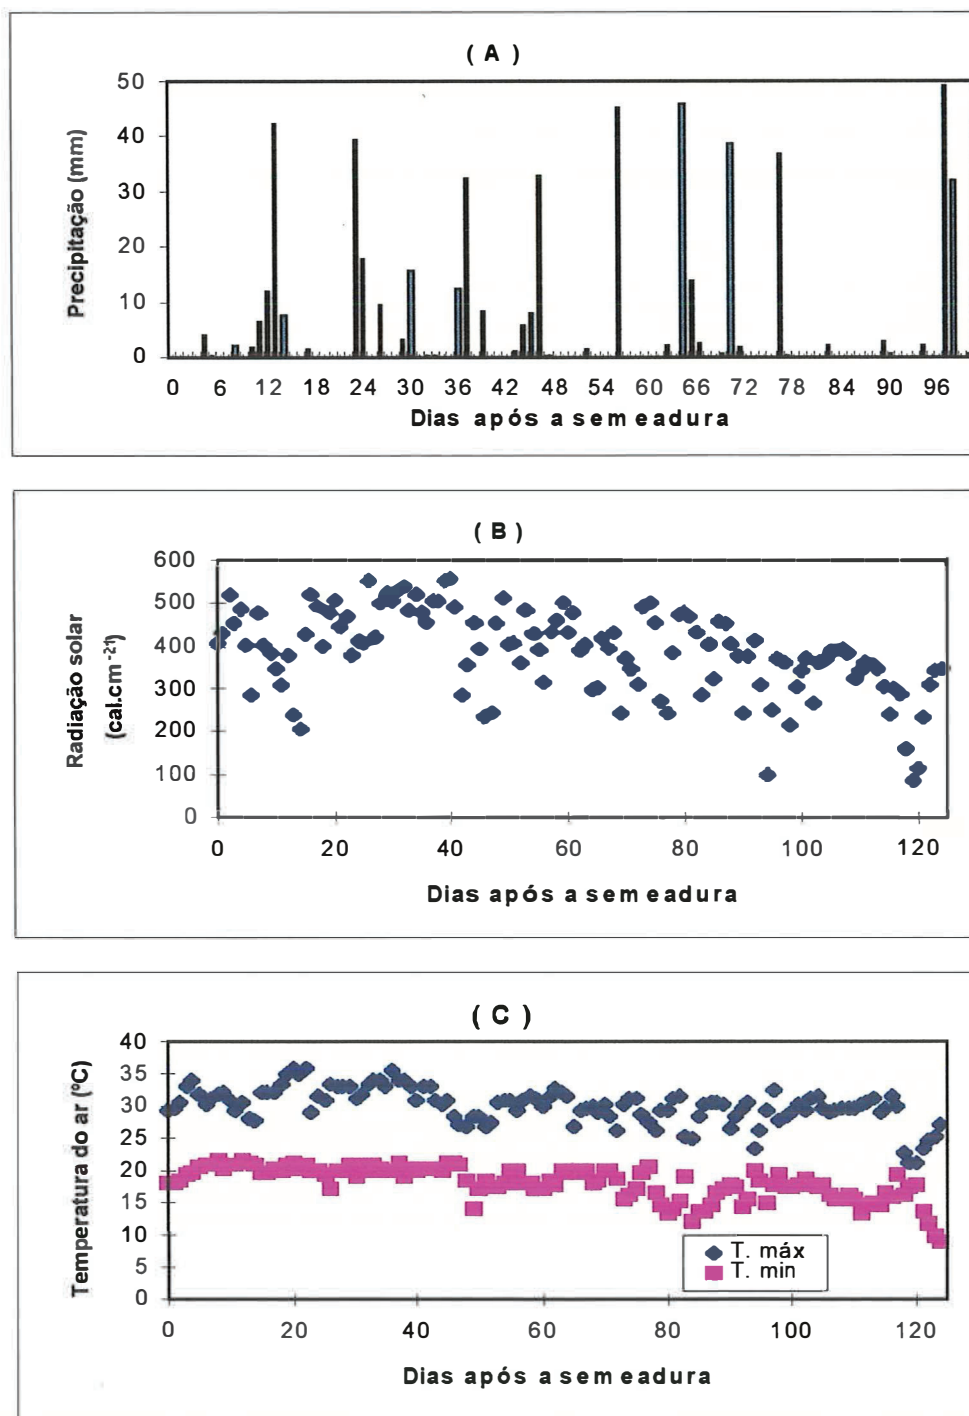 ( A )
50
40
30
20
10
0
Precipitação (mm)
0 6 12 18 24 30 36 42 48 54 60 66 72 78 84 90 96
Dias após a semeadura
( B )
600
500
400
300
200
100
0
Radiação solar
(cal.cm⁻²¹)
0 20 40 60 80 100 120
Dias após a semeadura
( C )
40
35
30
25
20
15
10
5
0
Temperatura do ar (ºC)
T. máx
T. min
0 20 40 60 80 100 120
Dias após a semeadura